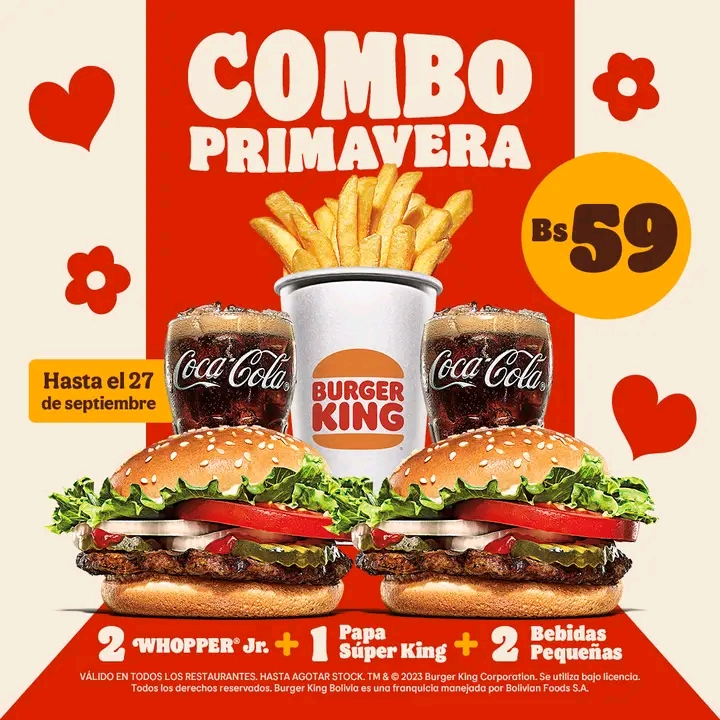 COMBO
PRIMAVERA
Bs59
Coca-Cola®
Coca-Cola®
Hasta el 27
de septiembre
BURGER
KING
2 WHOPPER® Jr. + 1 Papa Súper King + 2 Bebidas Pequeñas
VÁLIDO EN TODOS LOS RESTAURANTES. HASTA AGOTAR STOCK. TM & © 2023 Burger King Corporation. Se utiliza bajo licencia.
Todos los derechos reservados. Burger King Bolivia es una franquicia manejada por Bolivian Foods S.A.